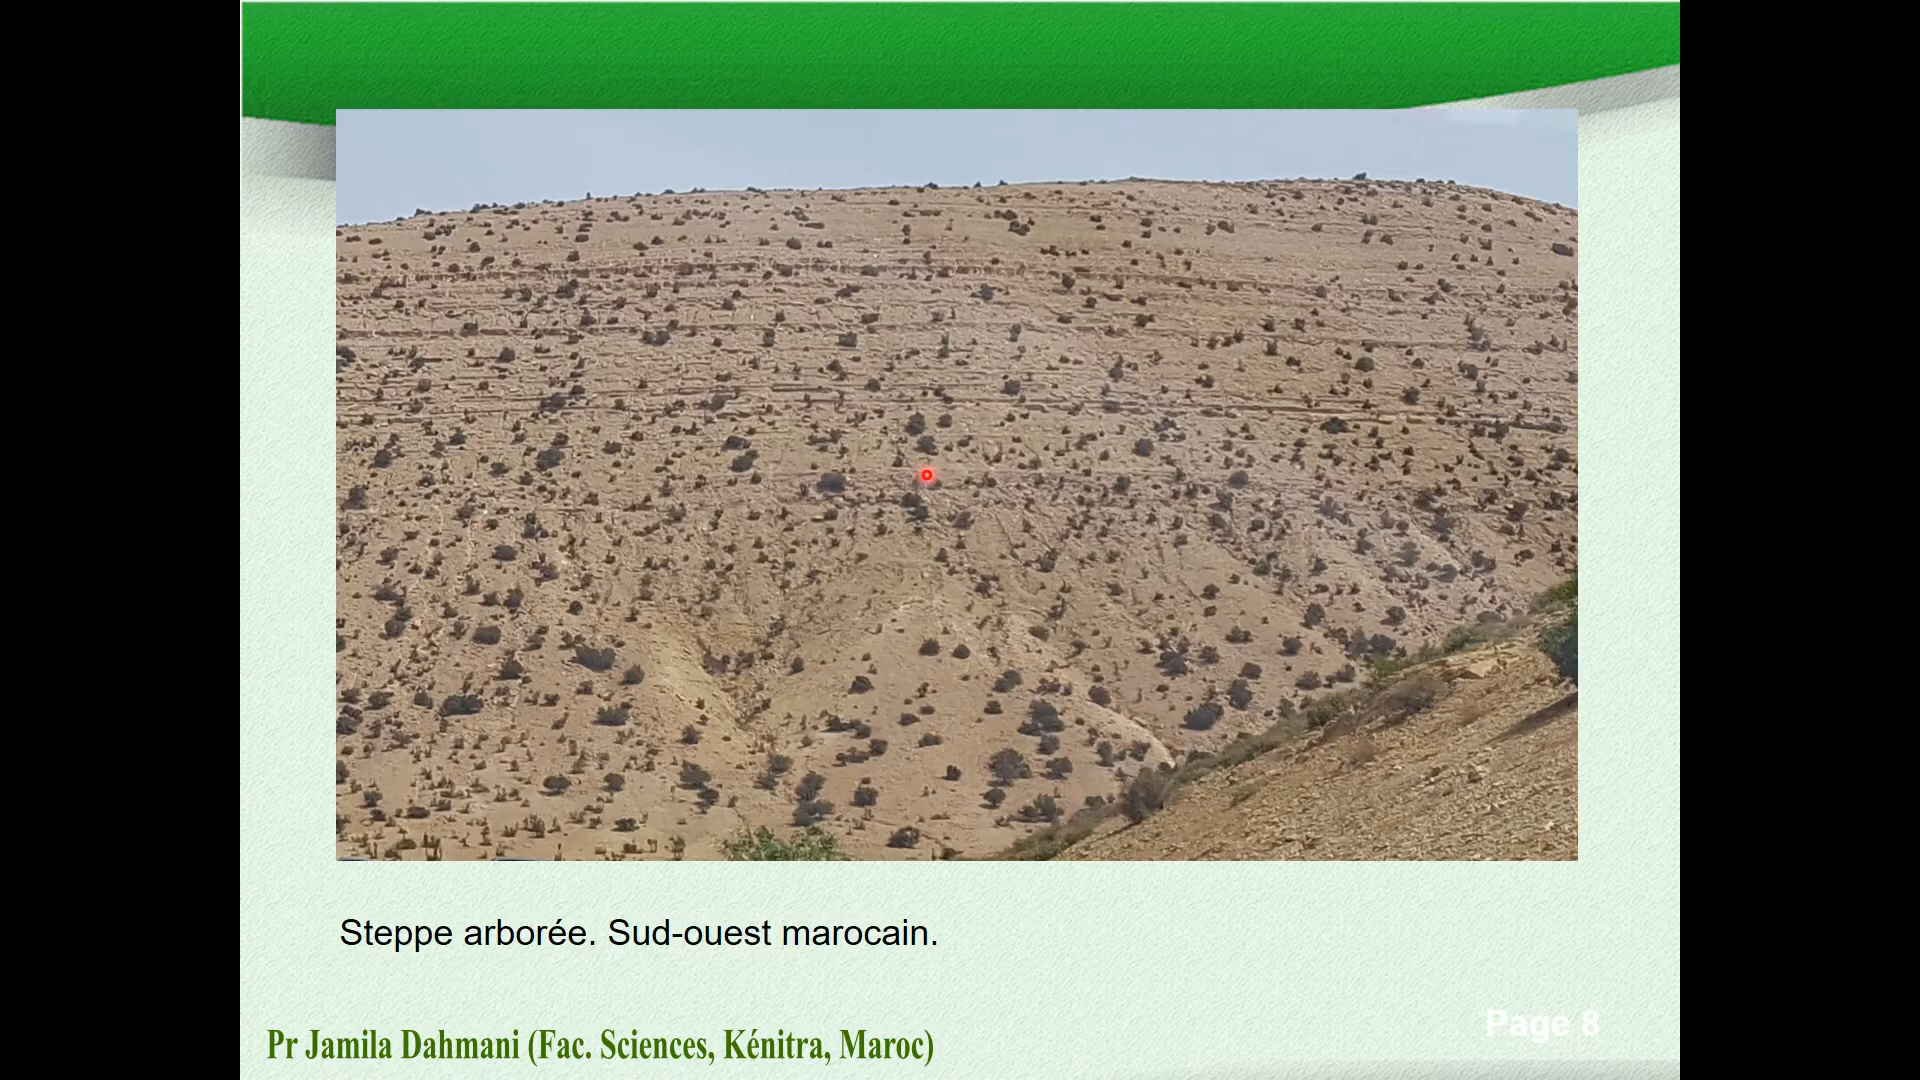 Steppe arborée. Sud-ouest marocain.
Page 8
Pr Jamila Dahmani (Fac. Sciences, Kénitra, Maroc)